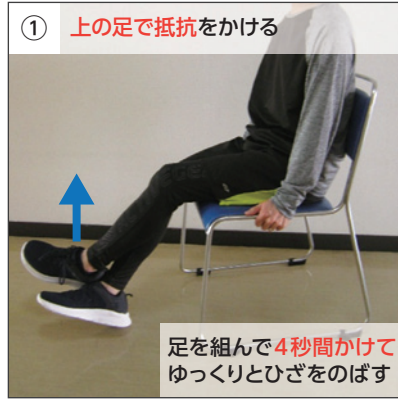 ① 上の足で抵抗をかける
足を組んで4秒間かけて
ゆっくりとひざをのばす